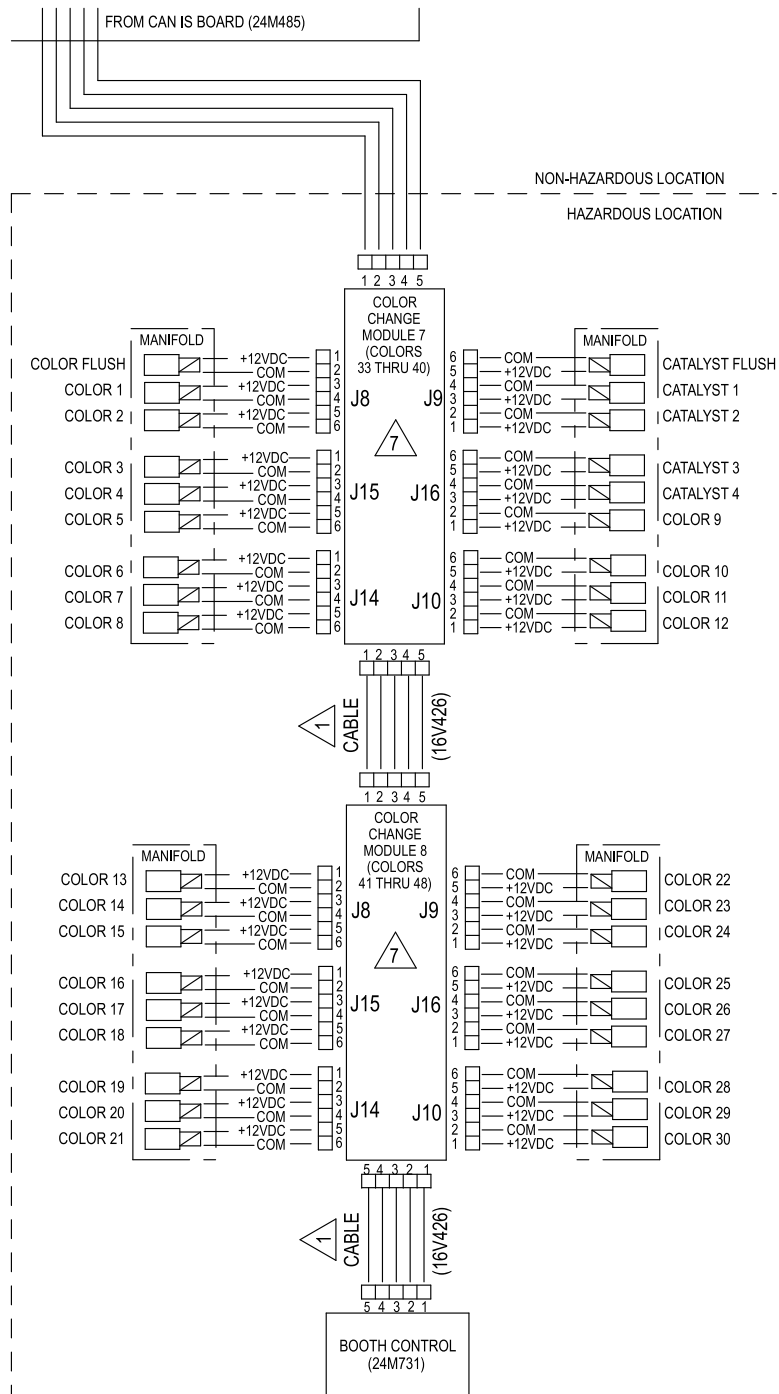 FROM CAN IS BOARD (24M485)
NON-HAZARDOUS LOCATION
HAZARDOUS LOCATION
1 2 3 4 5
COLOR
CHANGE
MODULE 7
(COLORS
33 THRU 40)
MANIFOLD
MANIFOLD
COLOR FLUSH +12VDC 1 6 COM CATALYST FLUSH
COM 2 5 +12VDC
COLOR 1 +12VDC 3 J8 J9 4 COM CATALYST 1
COM 4 3 +12VDC
COLOR 2 +12VDC 5 2 COM CATALYST 2
COM 6 1 +12VDC
7
COLOR 3 +12VDC 1 6 COM CATALYST 3
COM 2 5 +12VDC
COLOR 4 +12VDC 3 J15 J16 4 COM CATALYST 4
COM 4 3 +12VDC
COLOR 5 +12VDC 5 2 COM COLOR 9
COM 6 1 +12VDC
COLOR 6 +12VDC 1 6 COM COLOR 10
COM 2 5 +12VDC
COLOR 7 +12VDC 3 J14 J10 4 COM COLOR 11
COM 4 3 +12VDC
COLOR 8 +12VDC 5 2 COM COLOR 12
COM 6 1 +12VDC
1 2 3 4 5
1 CABLE (16V426)
1 2 3 4 5
COLOR
CHANGE
MODULE 8
(COLORS
41 THRU 48)
MANIFOLD
MANIFOLD
COLOR 13 +12VDC 1 6 COM COLOR 22
COM 2 5 +12VDC
COLOR 14 +12VDC 3 J8 J9 4 COM COLOR 23
COM 4 3 +12VDC
COLOR 15 +12VDC 5 2 COM COLOR 24
COM 6 1 +12VDC
7
COLOR 16 +12VDC 1 6 COM COLOR 25
COM 2 5 +12VDC
COLOR 17 +12VDC 3 J15 J16 4 COM COLOR 26
COM 4 3 +12VDC
COLOR 18 +12VDC 5 2 COM COLOR 27
COM 6 1 +12VDC
COLOR 19 +12VDC 1 6 COM COLOR 28
COM 2 5 +12VDC
COLOR 20 +12VDC 3 J14 J10 4 COM COLOR 29
COM 4 3 +12VDC
COLOR 21 +12VDC 5 2 COM COLOR 30
COM 6 1 +12VDC
5 4 3 2 1
1 CABLE (16V426)
5 4 3 2 1
BOOTH CONTROL
(24M731)